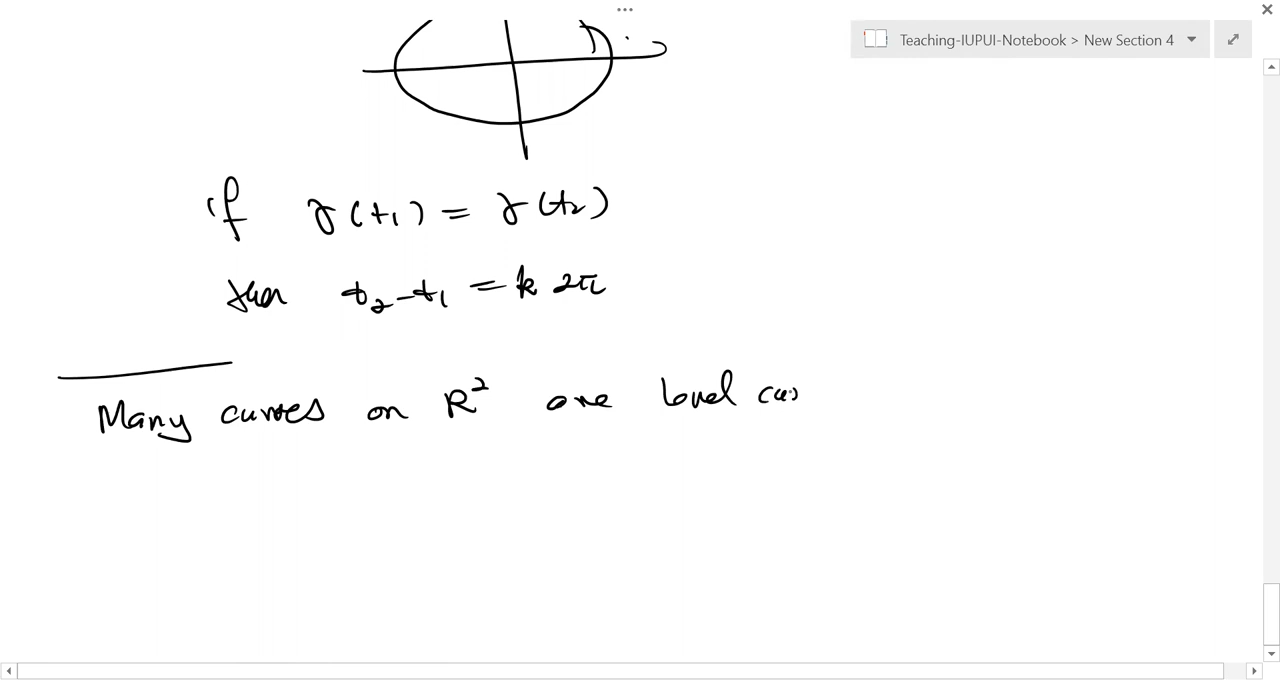 Teaching-IUPUI-Notebook > New Section 4
if γ(t₁) = γ(t₂)
then t₂-t₁ = k 2π
Many curves on R² are level cu